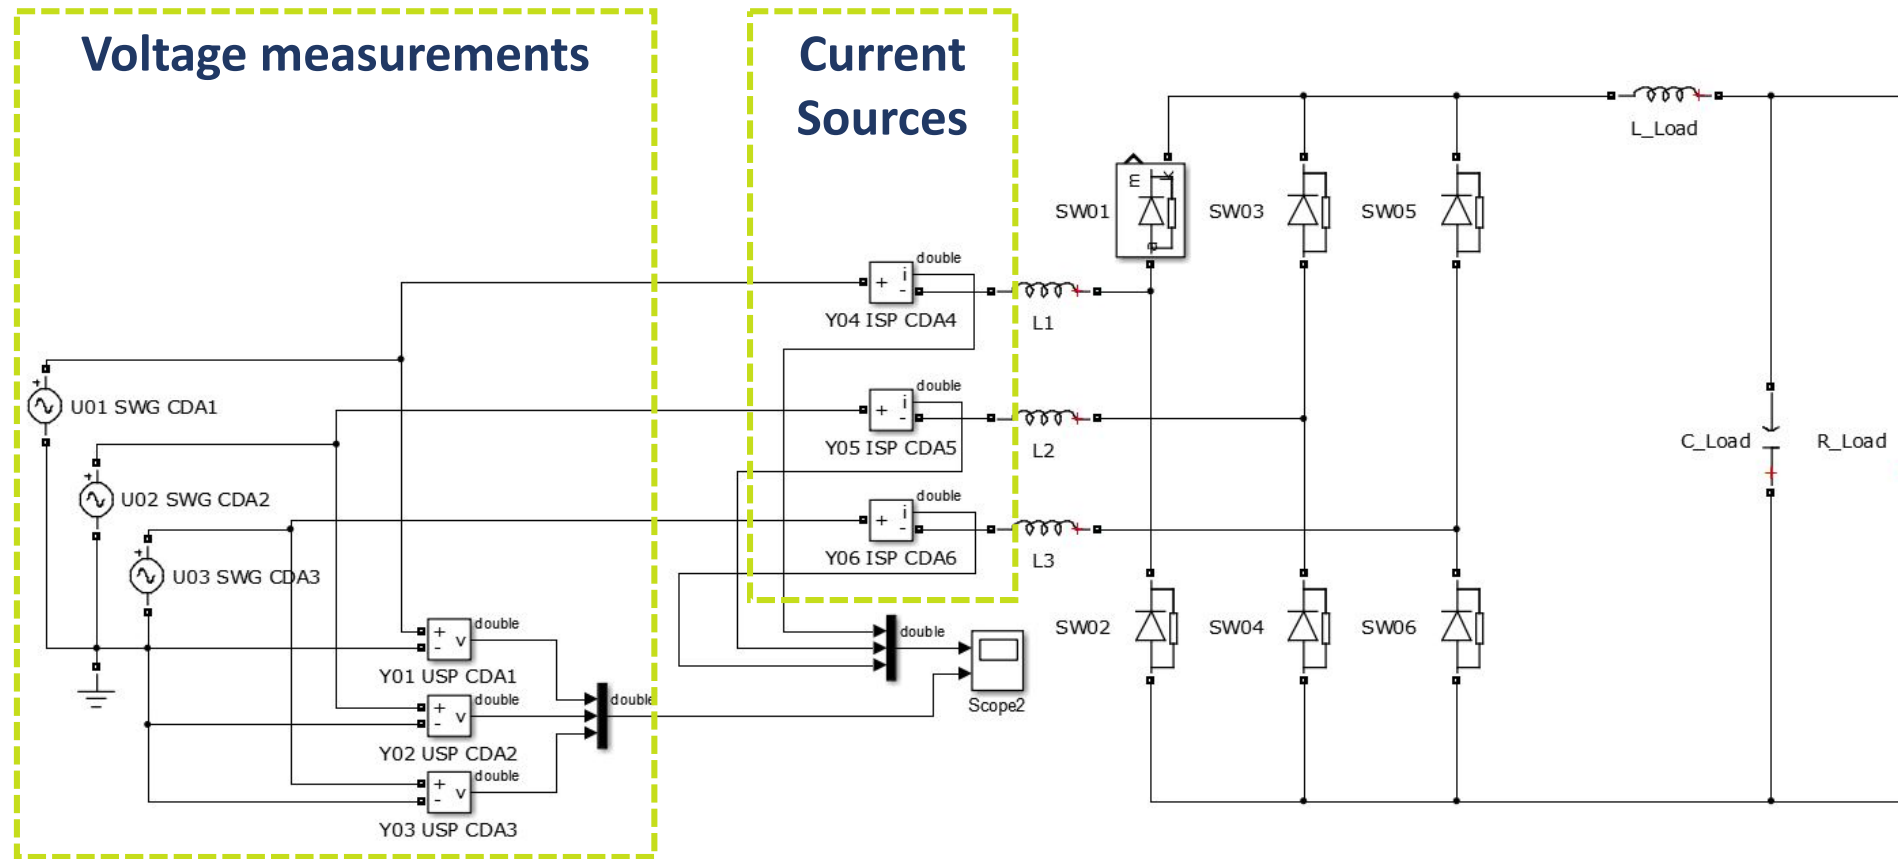 Voltage measurements
Current
Sources
L_Load
m
k
a
SW01
SW03
SW05
double
+
i
-
Y04 ISP CDA4
L1
+
U01 SWG CDA1
double
+
i
-
Y05 ISP CDA5
L2
C_Load
R_Load
+
U02 SWG CDA2
double
+
i
-
Y06 ISP CDA6
L3
+
U03 SWG CDA3
double
+
v
-
Y01 USP CDA1
double
Scope2
SW02
SW04
SW06
double
+
v
-
Y02 USP CDA2
double
double
+
v
-
Y03 USP CDA3